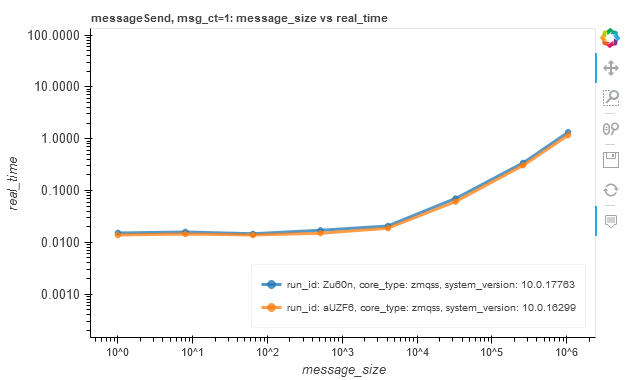 messageSend, msg_ct=1: message_size vs real_time
100.0000
10.0000
1.0000
0.1000
0.0100
0.0010
real_time
run_id: Zu60n, core_type: zmqss, system_version: 10.0.17763
run_id: aUZF6, core_type: zmqss, system_version: 10.0.16299
10^0 10^1 10^2 10^3 10^4 10^5 10^6
message_size